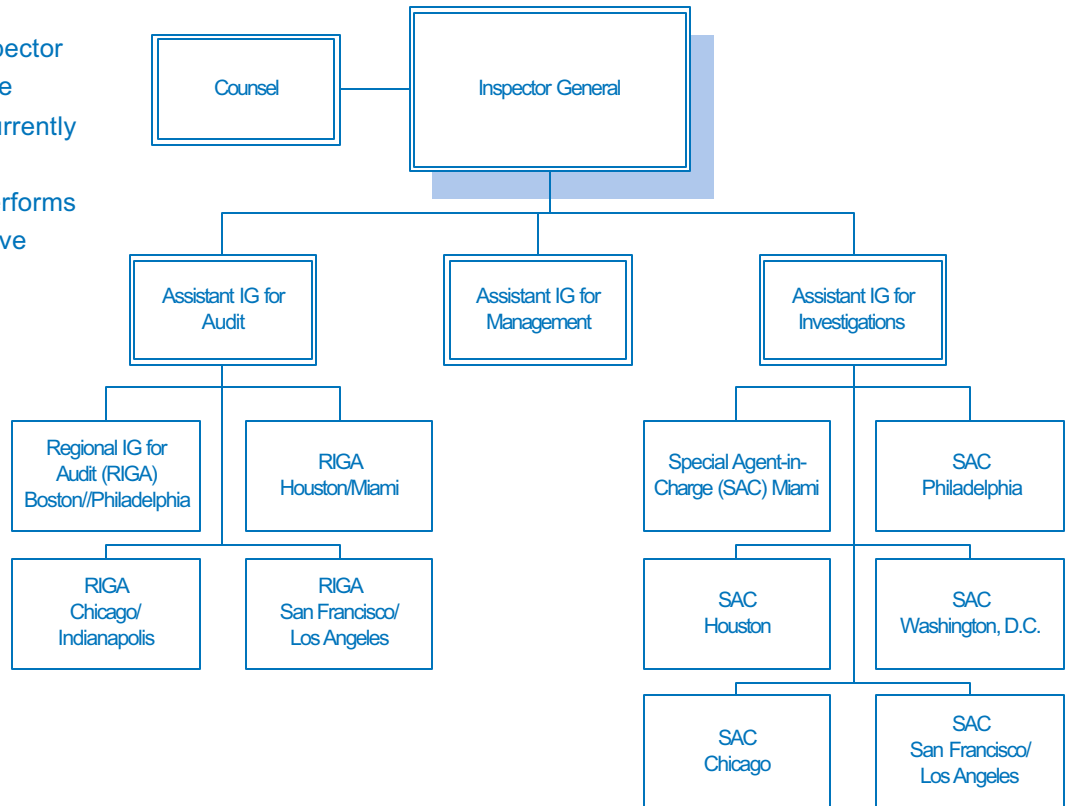 pector
e
urrently
rforms
ve
Counsel
Inspector General
Assistant IG for
Audit
Assistant IG for
Management
Assistant IG for
Investigations
Regional IG for
Audit (RIGA)
Boston//Philadelphia
RIGA
Houston/Miami
Special Agent-in-
Charge (SAC) Miami
SAC
Philadelphia
RIGA
Chicago/
Indianapolis
RIGA
San Francisco/
Los Angeles
SAC
Houston
SAC
Washington, D.C.
SAC
Chicago
SAC
San Francisco/
Los Angeles